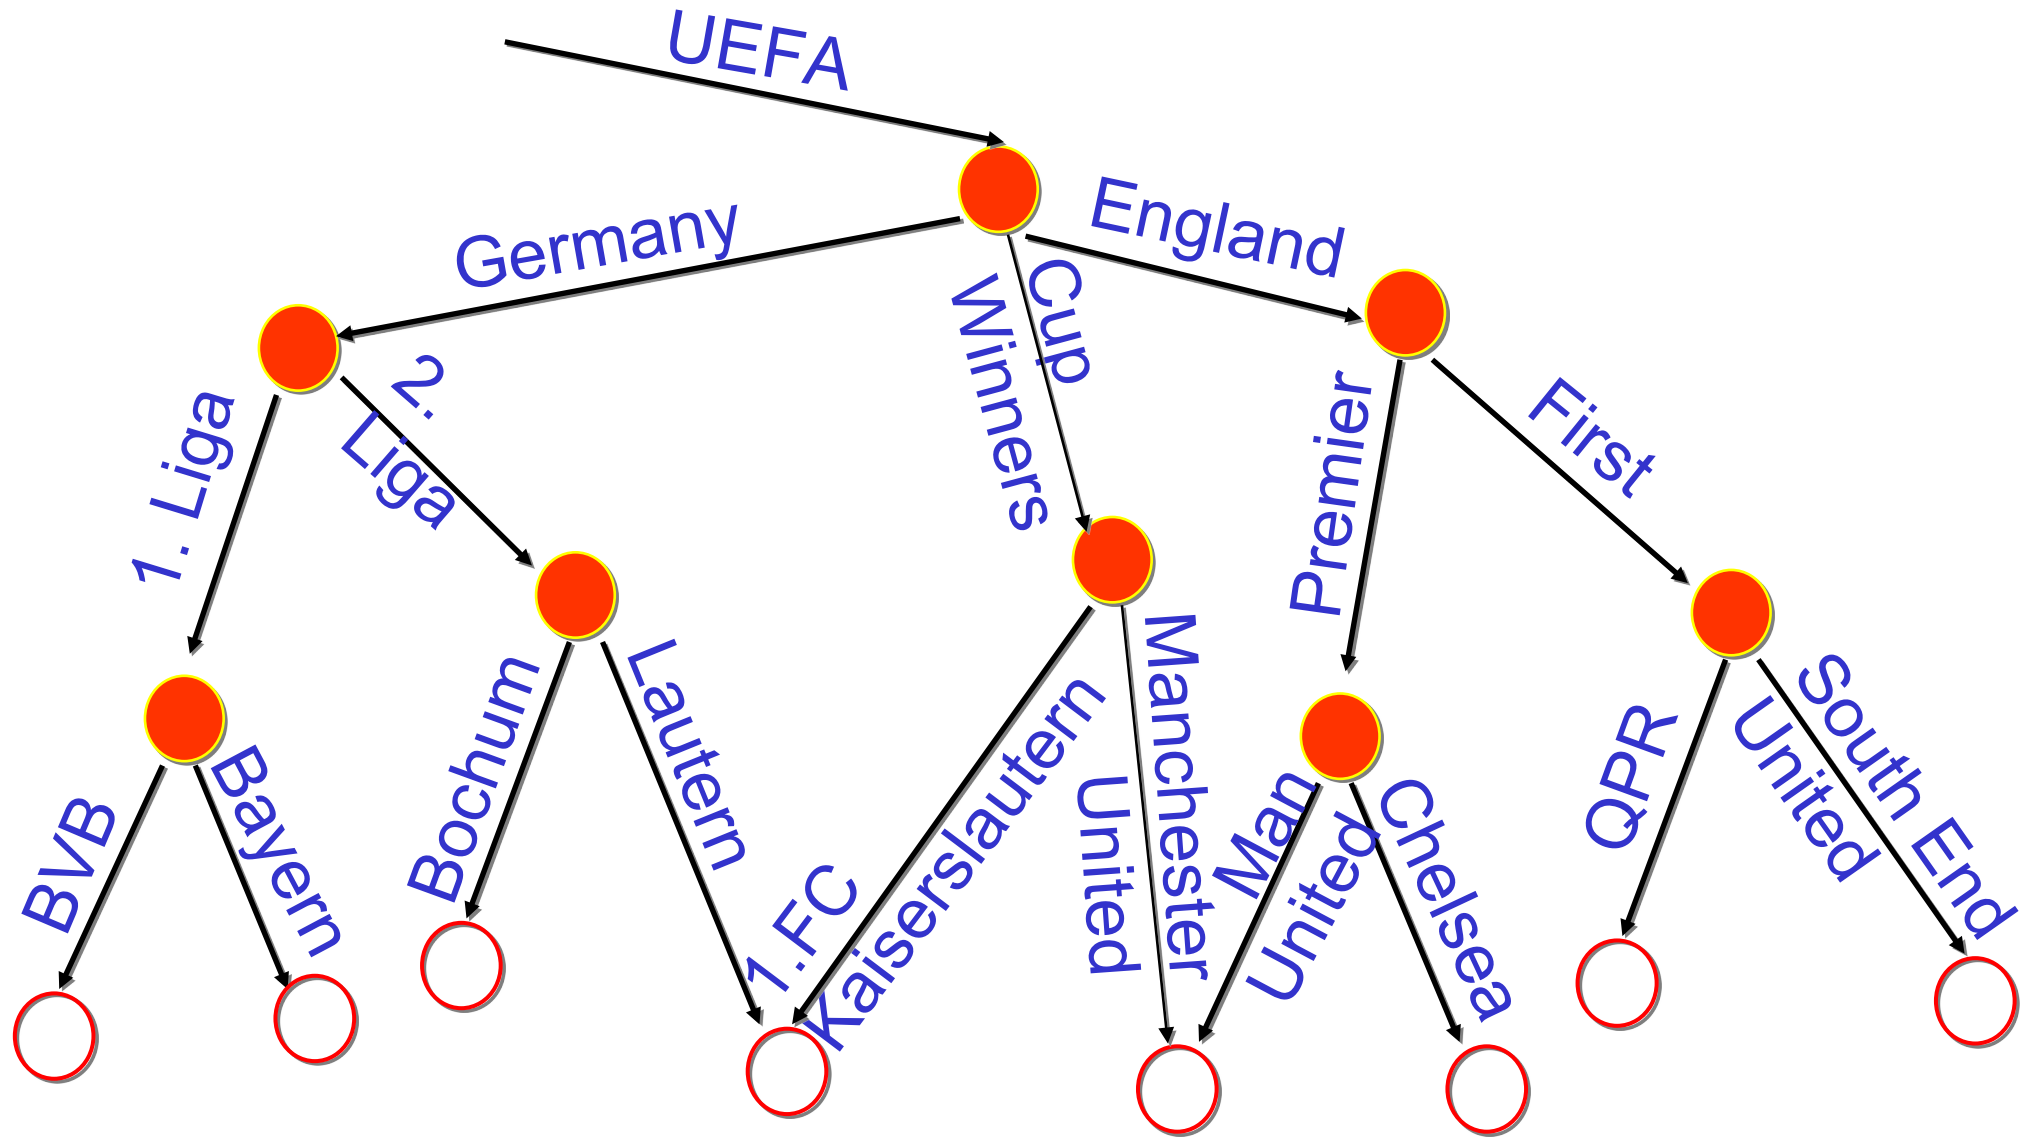 UEFA
Germany
England
Cup
Winners
1. Liga
2.
Liga
Premier
First
BVB
Bayern
Bochum
Lautern
1.FC
Kaiserslautern
Manchester
United
Man
United
Chelsea
QPR
South End
United